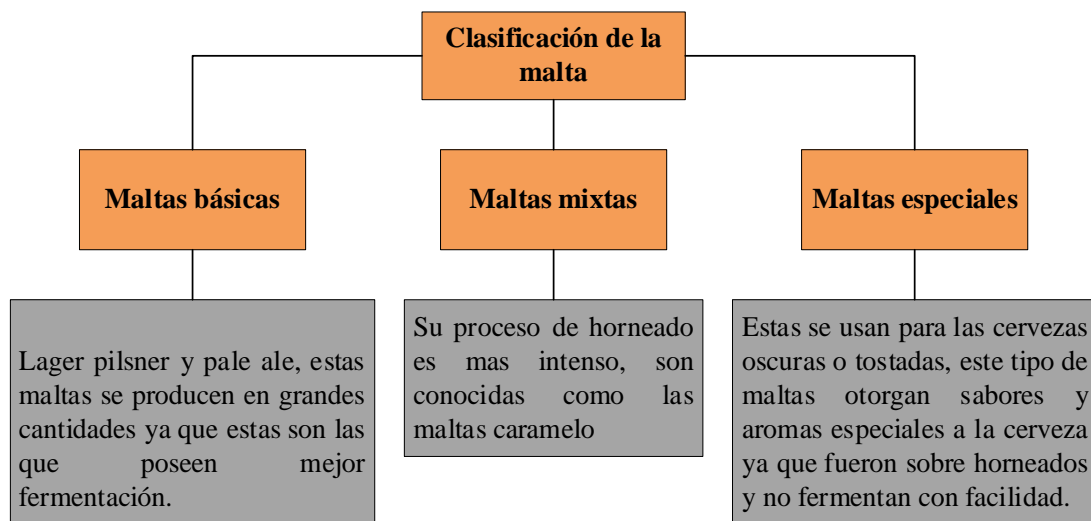 Clasificación de la
malta
Maltas básicas
Maltas mixtas
Maltas especiales
Lager pilsner y pale ale, estas
maltas se producen en grandes
cantidades ya que estas son las
que poseen mejor
fermentación.
Su proceso de horneado
es mas intenso, son
conocidas como las
maltas caramelo
Estas se usan para las cervezas
oscuras o tostadas, este tipo de
maltas otorgan sabores y
aromas especiales a la cerveza
ya que fueron sobre horneados
y no fermentan con facilidad.